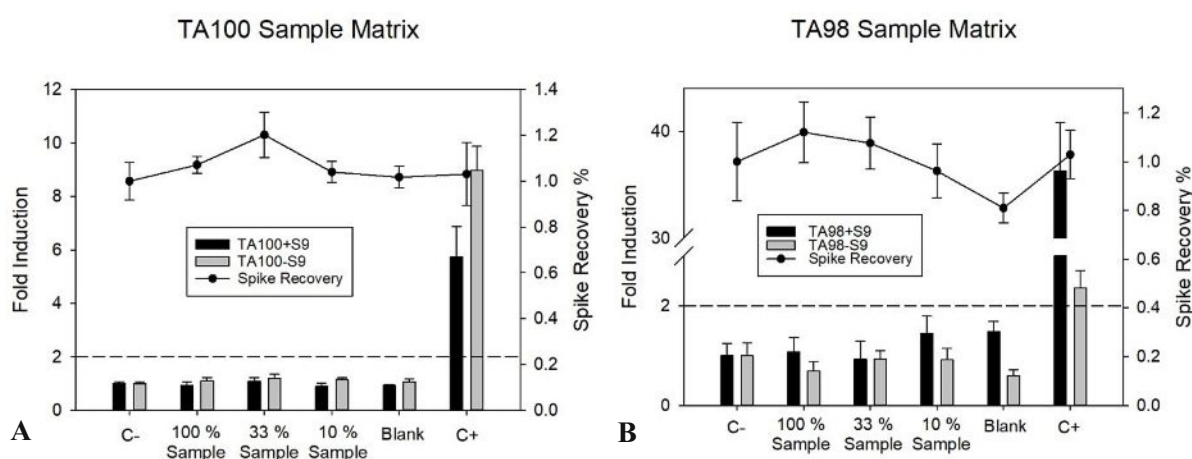 TA100 Sample Matrix
Fold Induction
12
10
8
6
4
2
0
1.4
1.2
1.0
0.8
0.6
0.4
0.2
0.0
Spike Recovery %
TA100+S9
TA100-S9
Spike Recovery
C-
100 %
Sample
33 %
Sample
10 %
Sample
Blank
C+
A
TA98 Sample Matrix
Fold Induction
40
30
2
0
1.2
1.0
0.8
0.6
0.4
0.2
0.0
Spike Recovery %
TA98+S9
TA98-S9
Spike Recovery
C-
100 %
Sample
33 %
Sample
10 %
Sample
Blank
C+
B